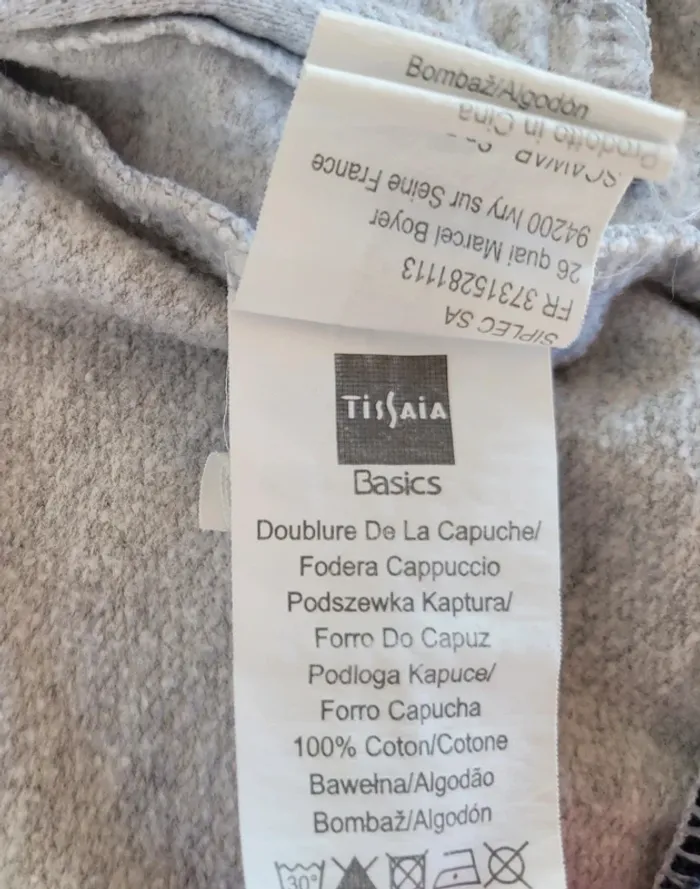 Bombaž/Algodón
Prodotto in Cina
94200 Ivry sur Seine France
26 quai Marcel Boyer
FR 37315281113
SIPLEC SA
TISSAIA
Basics
Doublure De La Capuche/
Fodera Cappuccio
Podszewka Kaptura/
Forro Do Capuz
Podloga Kapuce/
Forro Capucha
100% Coton/Cotone
Bawełna/Algodão
Bombaž/Algodón
30°